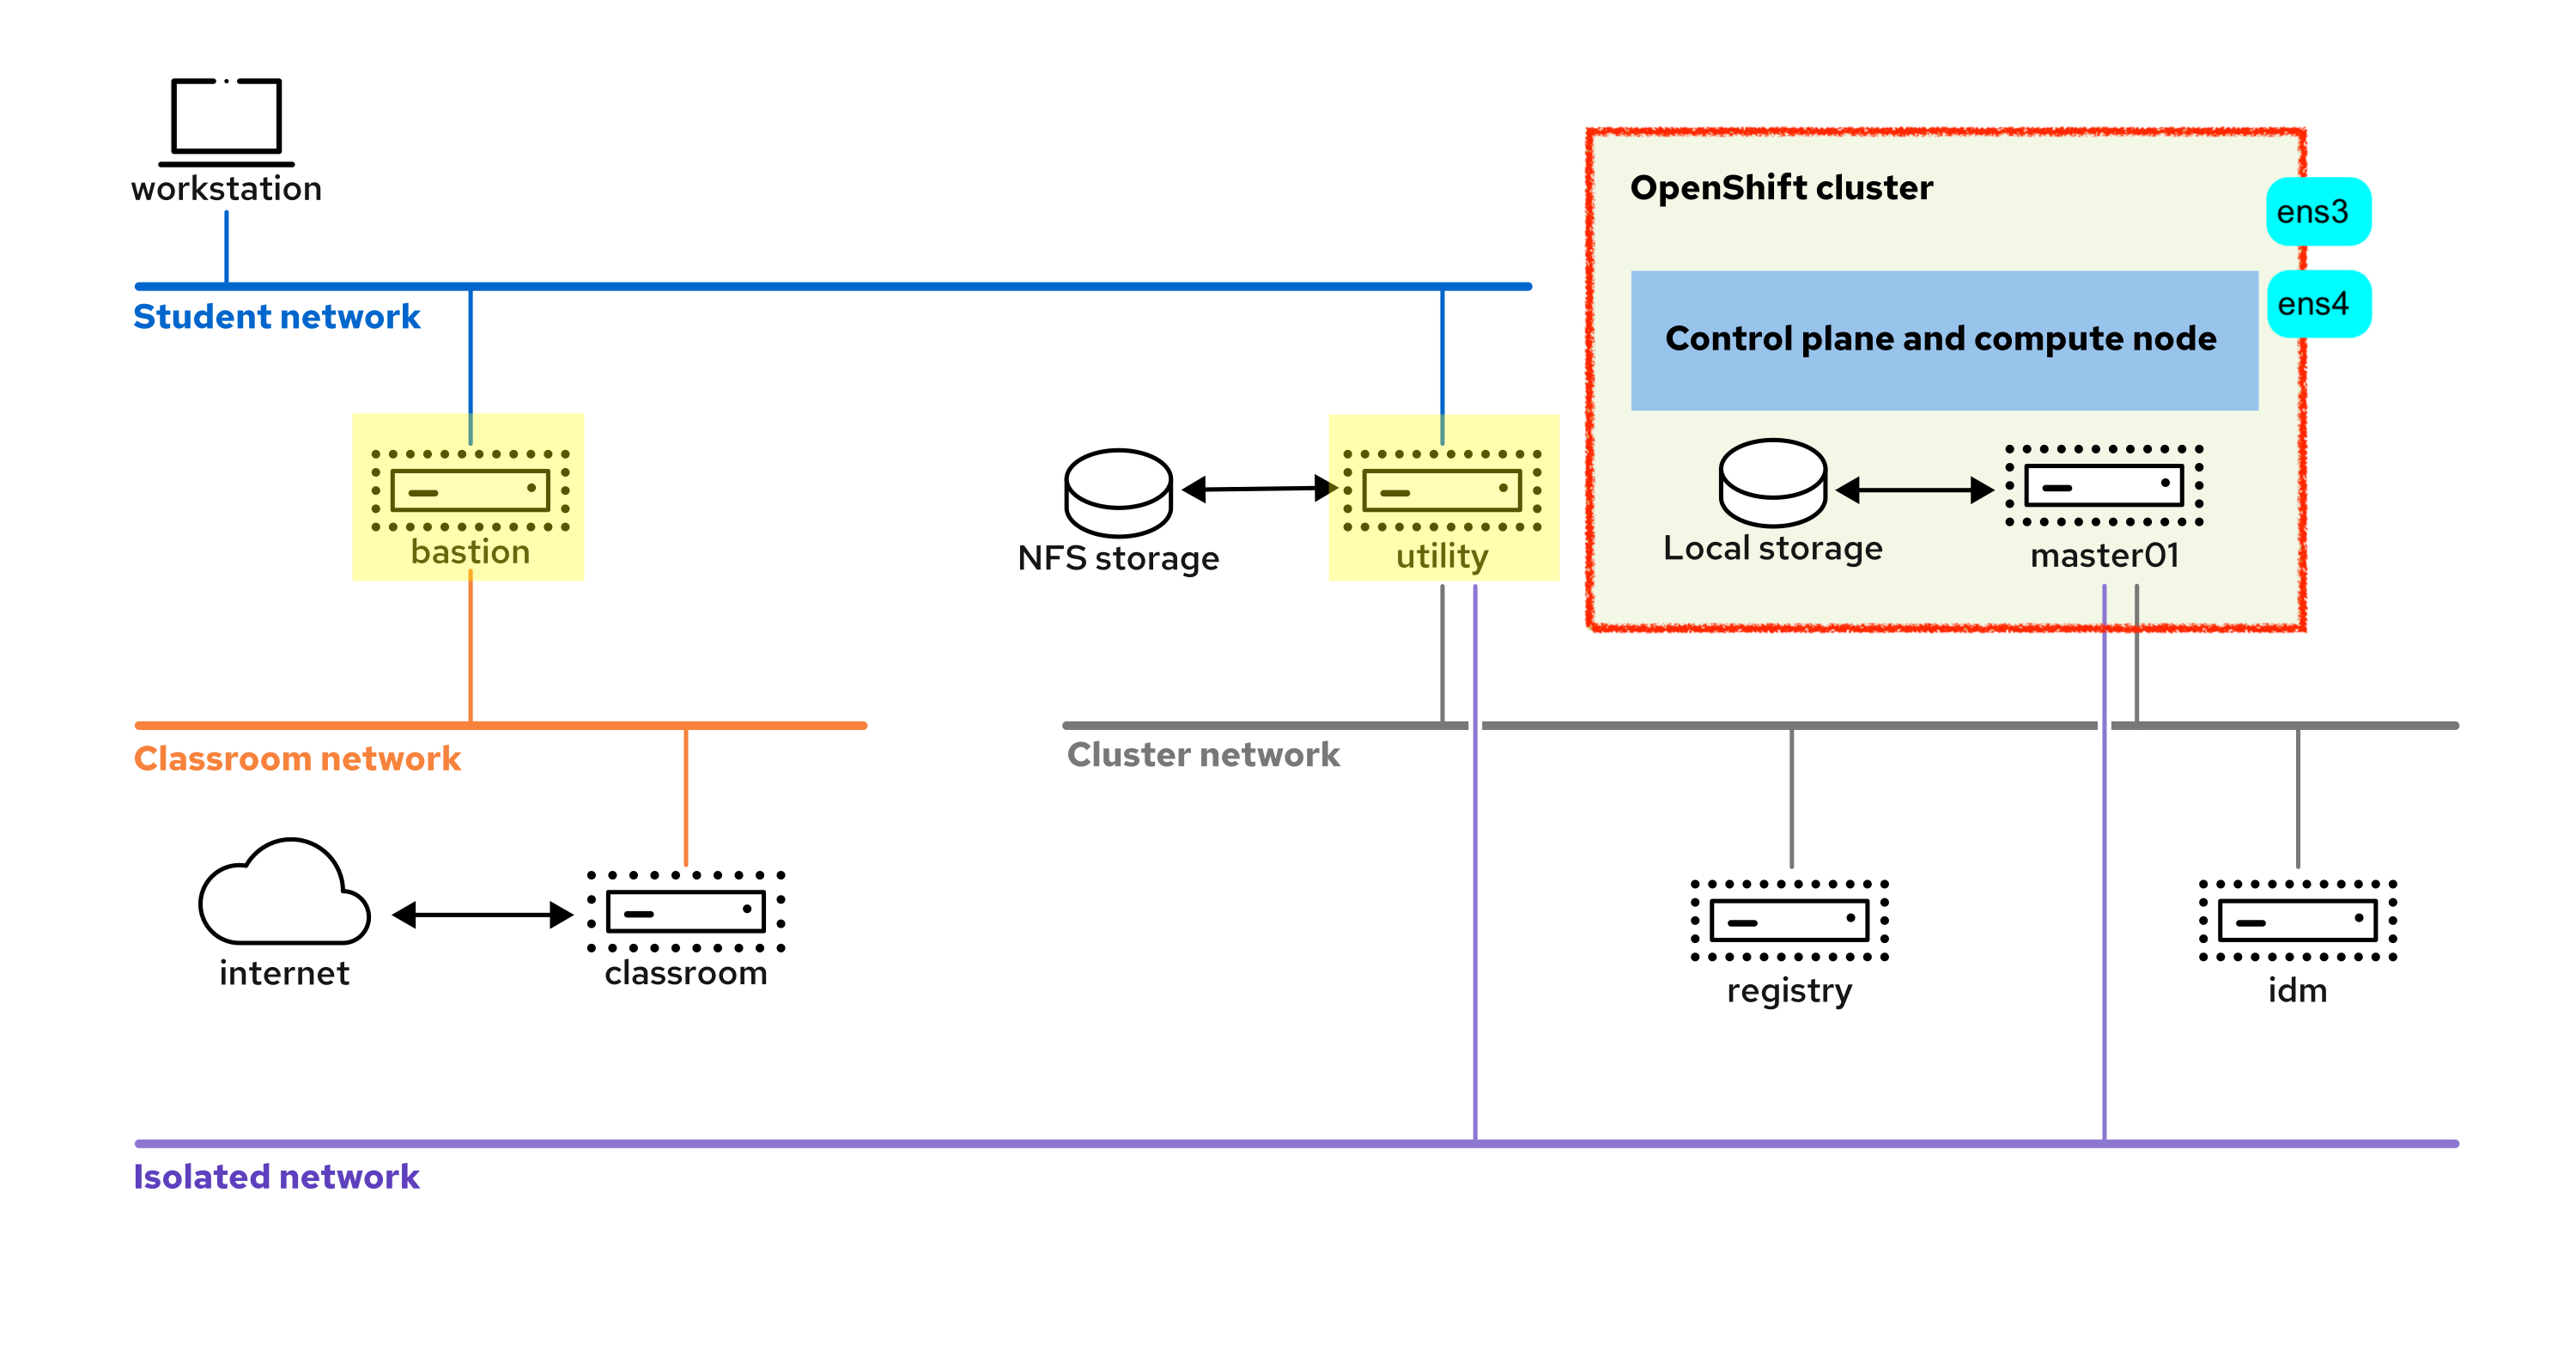 workstation
Student network
OpenShift cluster
ens3
ens4
Control plane and compute node
bastion
NFS storage
utility
Local storage
master01
Classroom network
Cluster network
internet
classroom
registry
idm
Isolated network